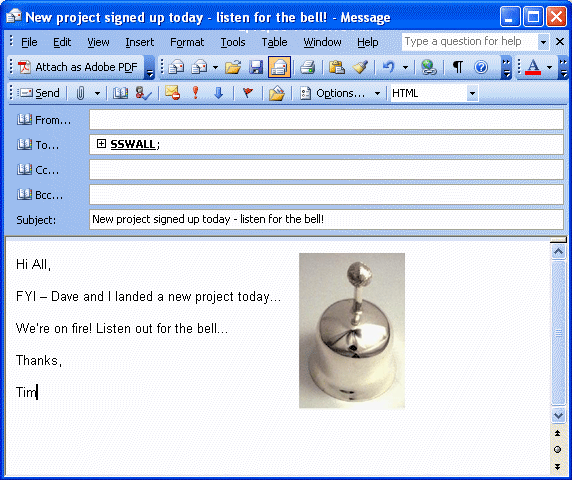 New project signed up today - listen for the bell! - Message
File Edit View Insert Format Tools Table Window Help Type a question for help
Attach as Adobe PDF
Send Options... HTML
From...
To... SSWALL;
Cc...
Bcc...
Subject: New project signed up today - listen for the bell!
Hi All,
FYI – Dave and I landed a new project today...
We're on fire! Listen out for the bell...
Thanks,
Tim